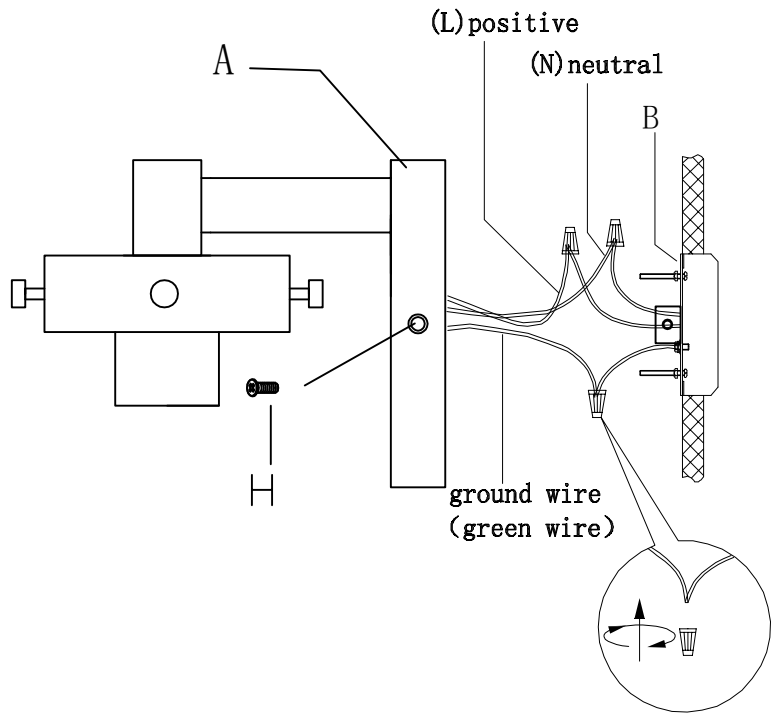 (L)positive
(N)neutral
A
B
H
ground wire
(green wire)